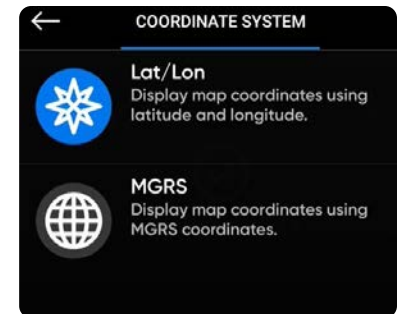 COORDINATE SYSTEM
Lat/Lon
Display map coordinates using
latitude and longitude.
MGRS
Display map coordinates using
MGRS coordinates.